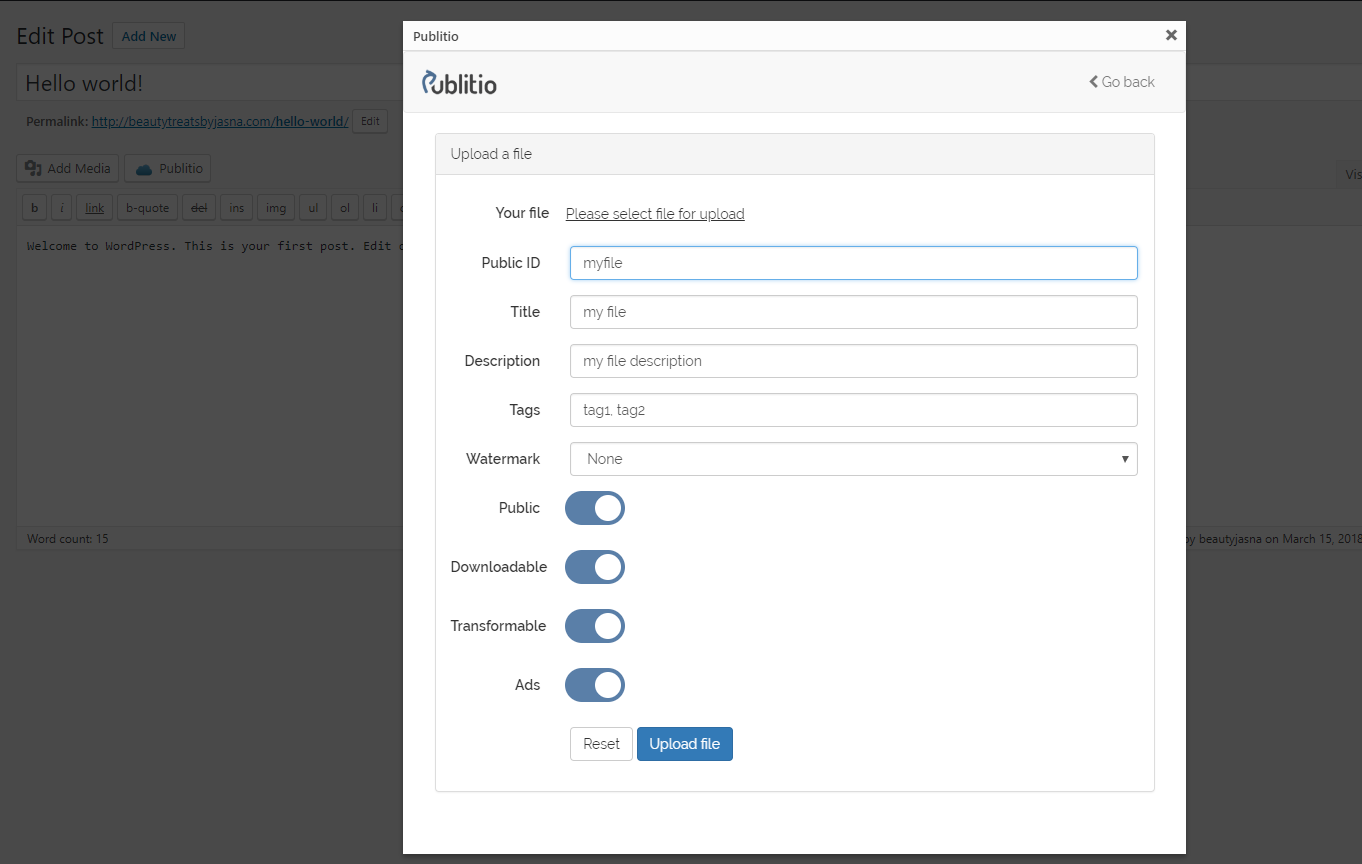 Edit Post Add New
Hello world!
Permalink: http://beautytreatsbyjasna.com/hello-world/ Edit
Add Media Publitio
b i link b-quote del ins img ul ol li
Welcome to WordPress. This is your first post. Edit
Word count: 15
Publitio
Publitio
Go back
Upload a file
Your file Please select file for upload
Public ID myfile
Title my file
Description my file description
Tags tag1, tag2
Watermark None
Public
Downloadable
Transformable
Ads
Reset Upload file
Vis
by beautyjasna on March 15, 2018